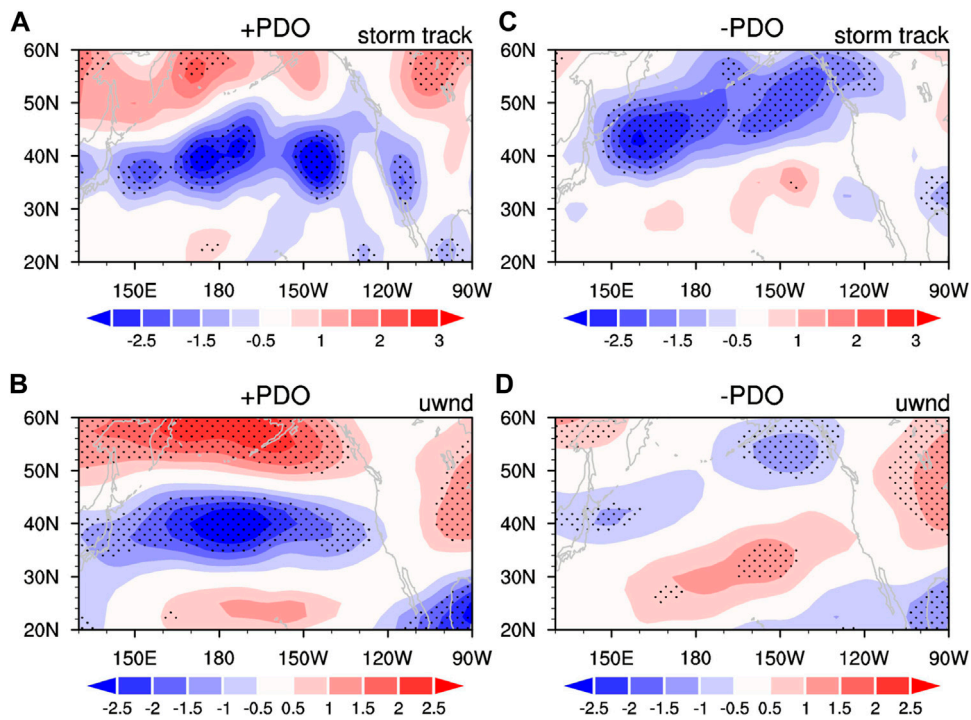 A
+PDO
storm track
60N
50N
40N
30N
20N
150E 180 150W 120W 90W
-2.5 -1.5 -0.5 1 2 3
C
-PDO
storm track
60N
50N
40N
30N
20N
150E 180 150W 120W 90W
-2.5 -1.5 -0.5 1 2 3
B
+PDO
uwnd
60N
50N
40N
30N
20N
150E 180 150W 120W 90W
-2.5 -2 -1.5 -1 -0.5 0.5 1 1.5 2 2.5
D
-PDO
uwnd
60N
50N
40N
30N
20N
150E 180 150W 120W 90W
-2.5 -2 -1.5 -1 -0.5 0.5 1 1.5 2 2.5